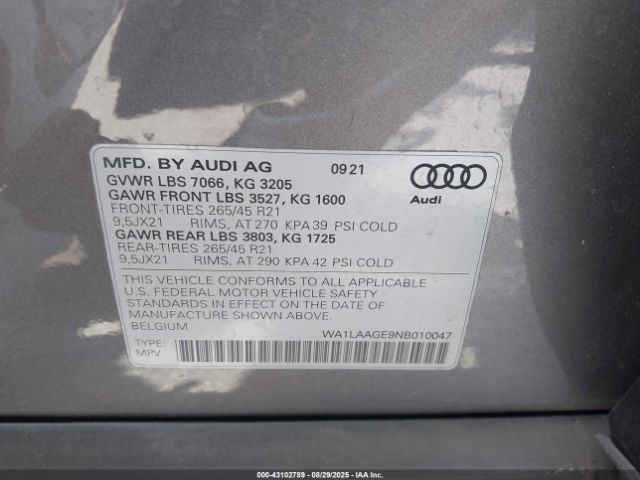 MFD. BY AUDI AG 09 21
GVWR LBS 7066, KG 3205
GAWR FRONT LBS 3527, KG 1600
FRONT-TIRES 265/45 R21
9,5JX21 RIMS, AT 270 KPA 39 PSI COLD
GAWR REAR LBS 3803, KG 1725
REAR-TIRES 265/45 R21
9,5JX21 RIMS, AT 290 KPA 42 PSI COLD
Audi
THIS VEHICLE CONFORMS TO ALL APPLICABLE
U.S. FEDERAL MOTOR VEHICLE SAFETY
STANDARDS IN EFFECT ON THE DATE OF
MANUFACTURE SHOWN ABOVE.
BELGIUM WA1LAAGE9NB010047
TYPE:
MPV
000-43102789 - 08/29/2025 - IAAI.CA